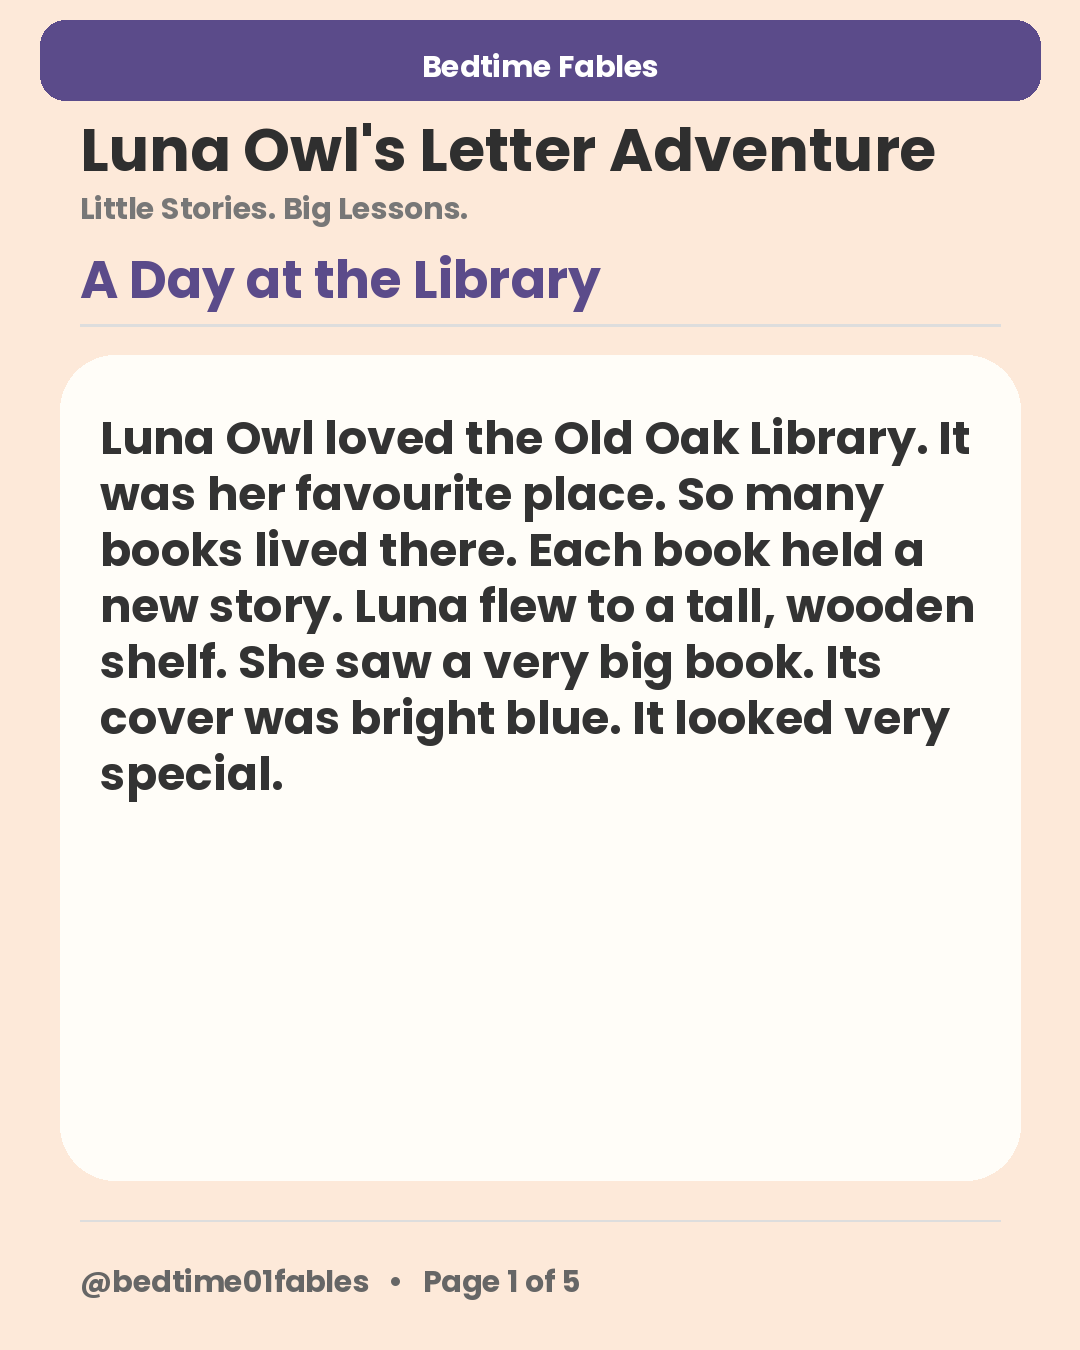 Bedtime Fables
Luna Owl's Letter Adventure
Little Stories. Big Lessons.
A Day at the Library
Luna Owl loved the Old Oak Library. It
was her favourite place. So many
books lived there. Each book held a
new story. Luna flew to a tall, wooden
shelf. She saw a very big book. Its
cover was bright blue. It looked very
special.
@bedtime01fables • Page 1 of 5